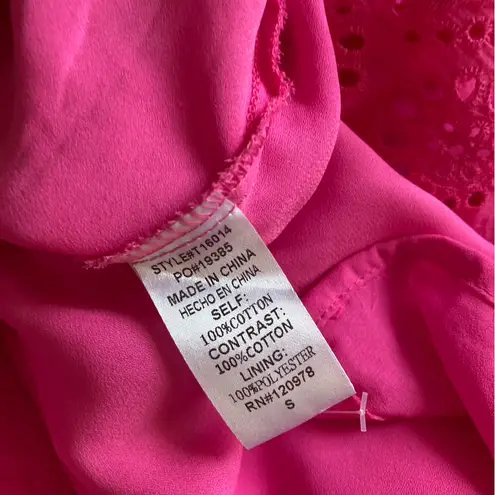 STYLE#T16014
PO#19385
MADE IN CHINA
HECHO EN CHINA
SELF:
100%COTTON
CONTRAST:
100%COTTON
LINING:
100%POLYESTER
RN#120978
S